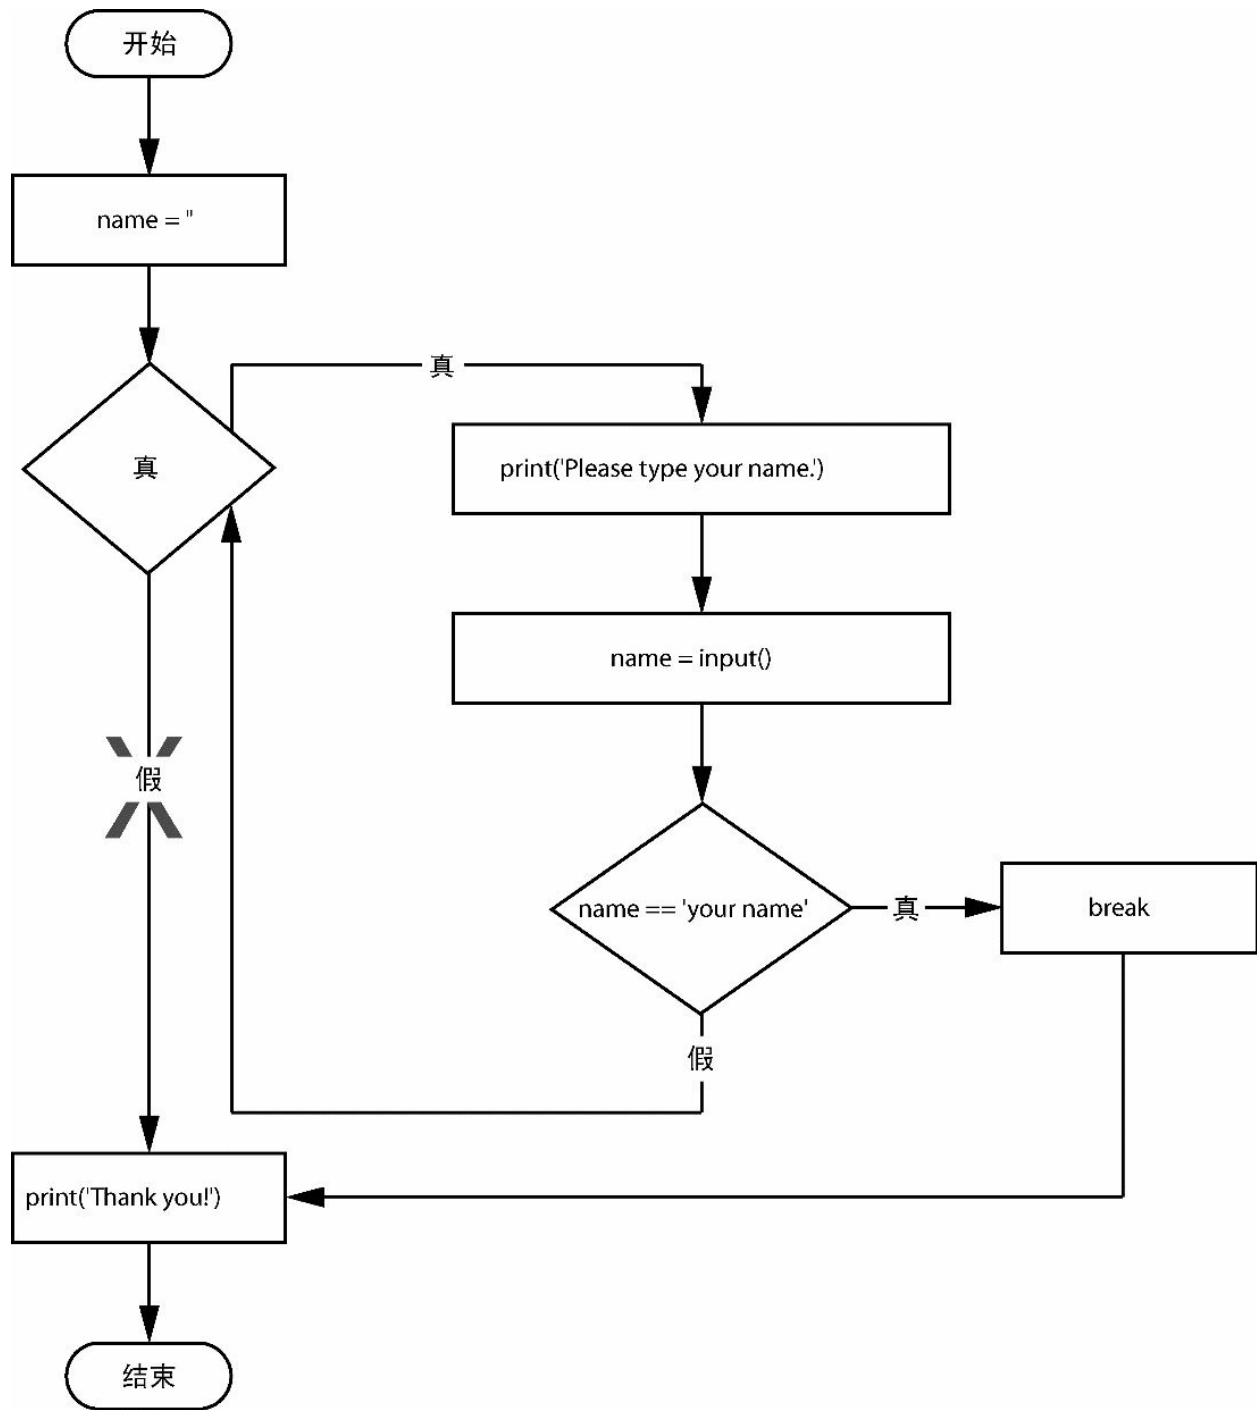 开始
name = ''
真
真
print('Please type your name.')
name = input()
假
name == 'your name'
真
break
假
print('Thank you!')
结束